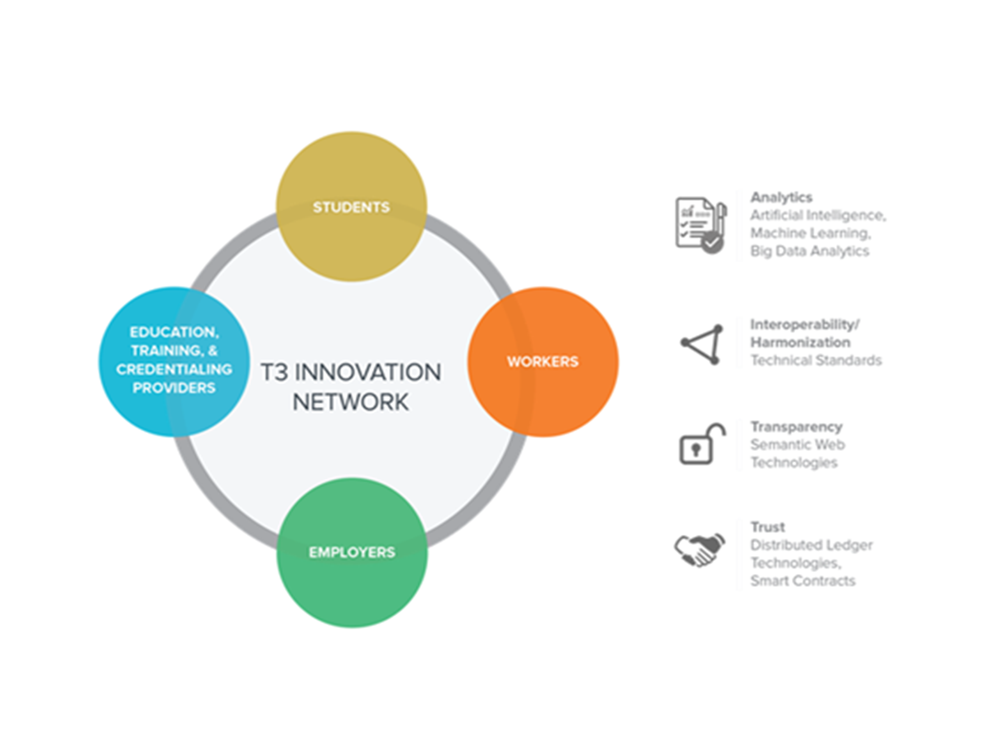 STUDENTS
EDUCATION,
TRAINING, &
CREDENTIALING
PROVIDERS
T3 INNOVATION
NETWORK
WORKERS
EMPLOYERS
Analytics
Artificial Intelligence,
Machine Learning,
Big Data Analytics
Interoperability/
Harmonization
Technical Standards
Transparency
Semantic Web
Technologies
Trust
Distributed Ledger
Technologies,
Smart Contracts